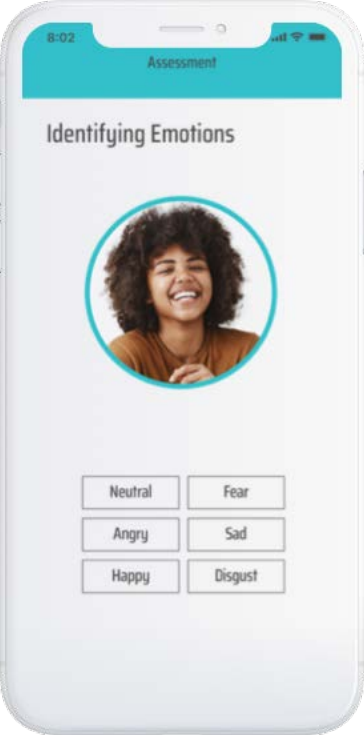 8:02
Assessment
Identifying Emotions
Neutral Fear
Angry Sad
Happy Disgust